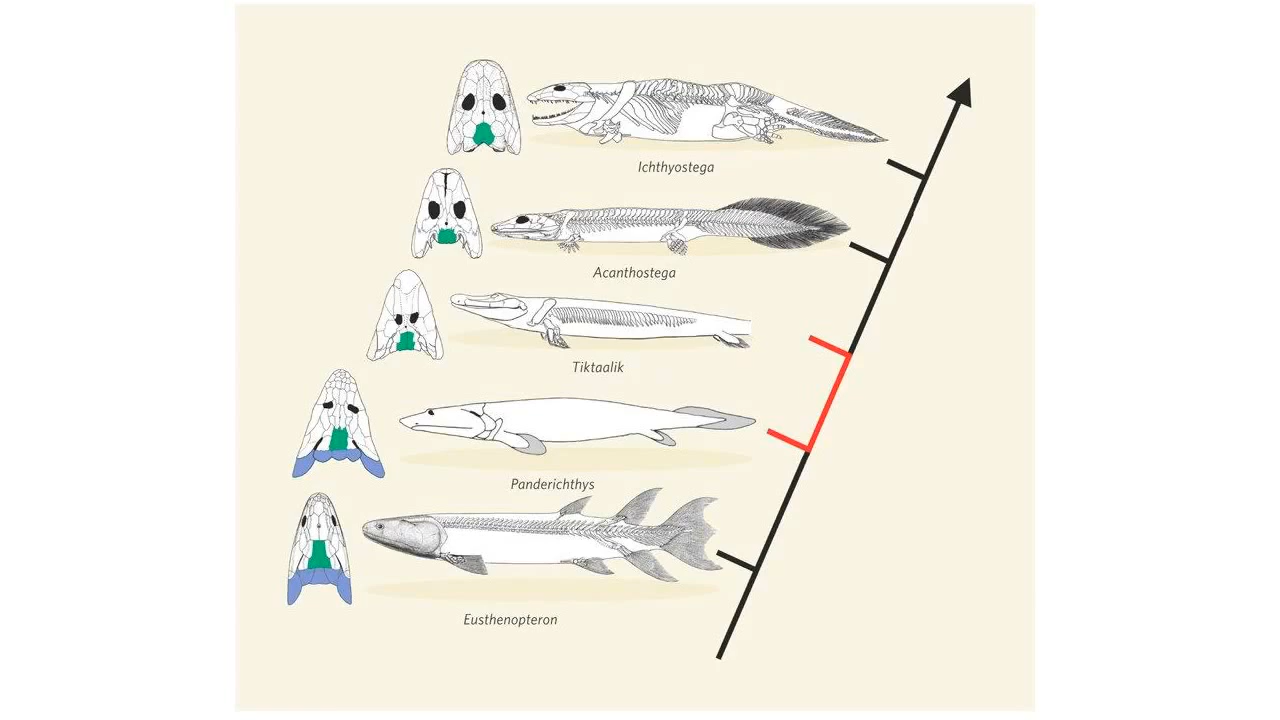 Ichthyostega
Acanthostega
Tiktaalik
Panderichthys
Eusthenopteron